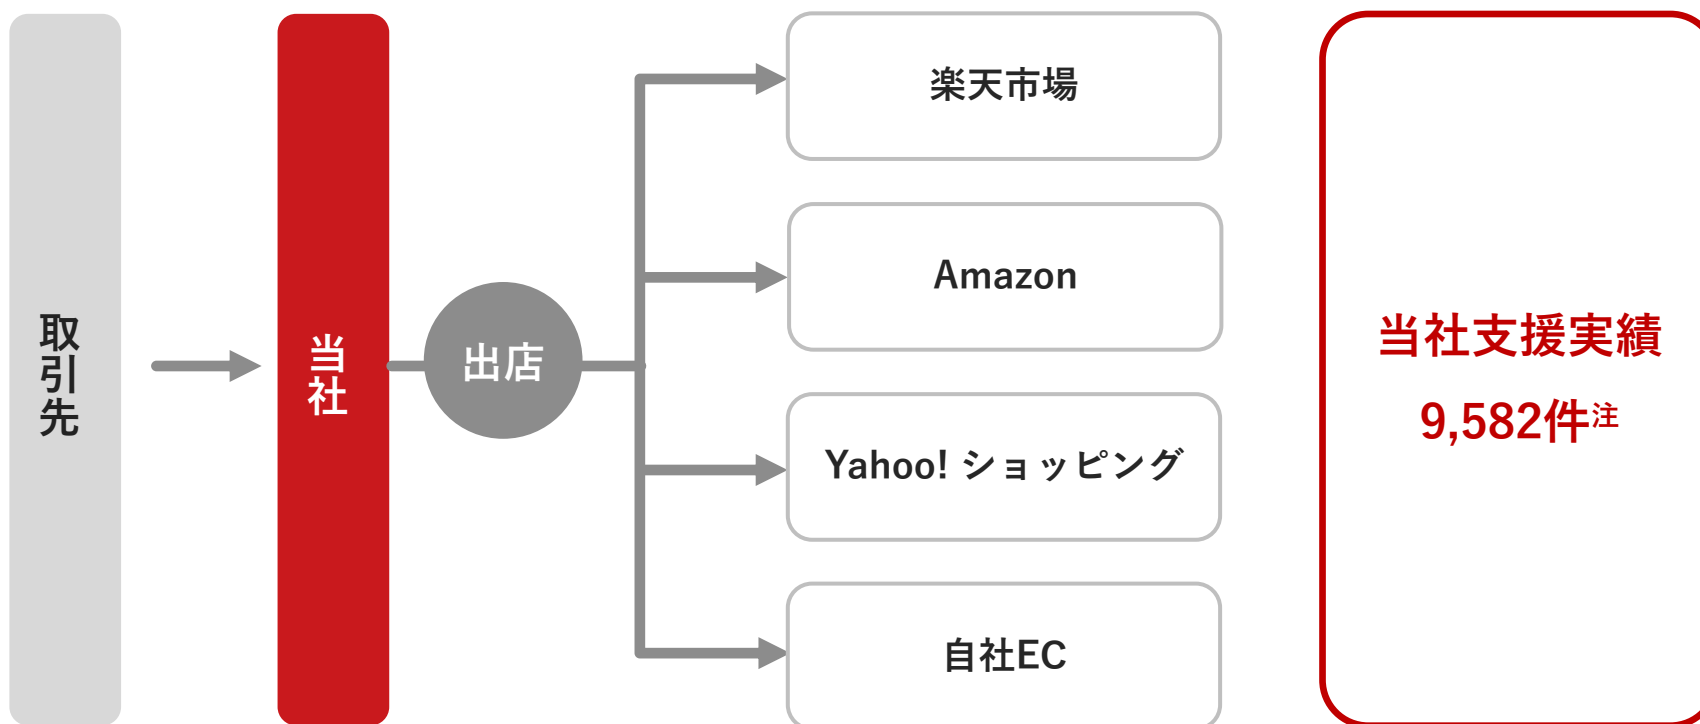 取引先
当社
出店
楽天市場
Amazon
Yahoo! ショッピング
自社EC
当社支援実績
9,582件注